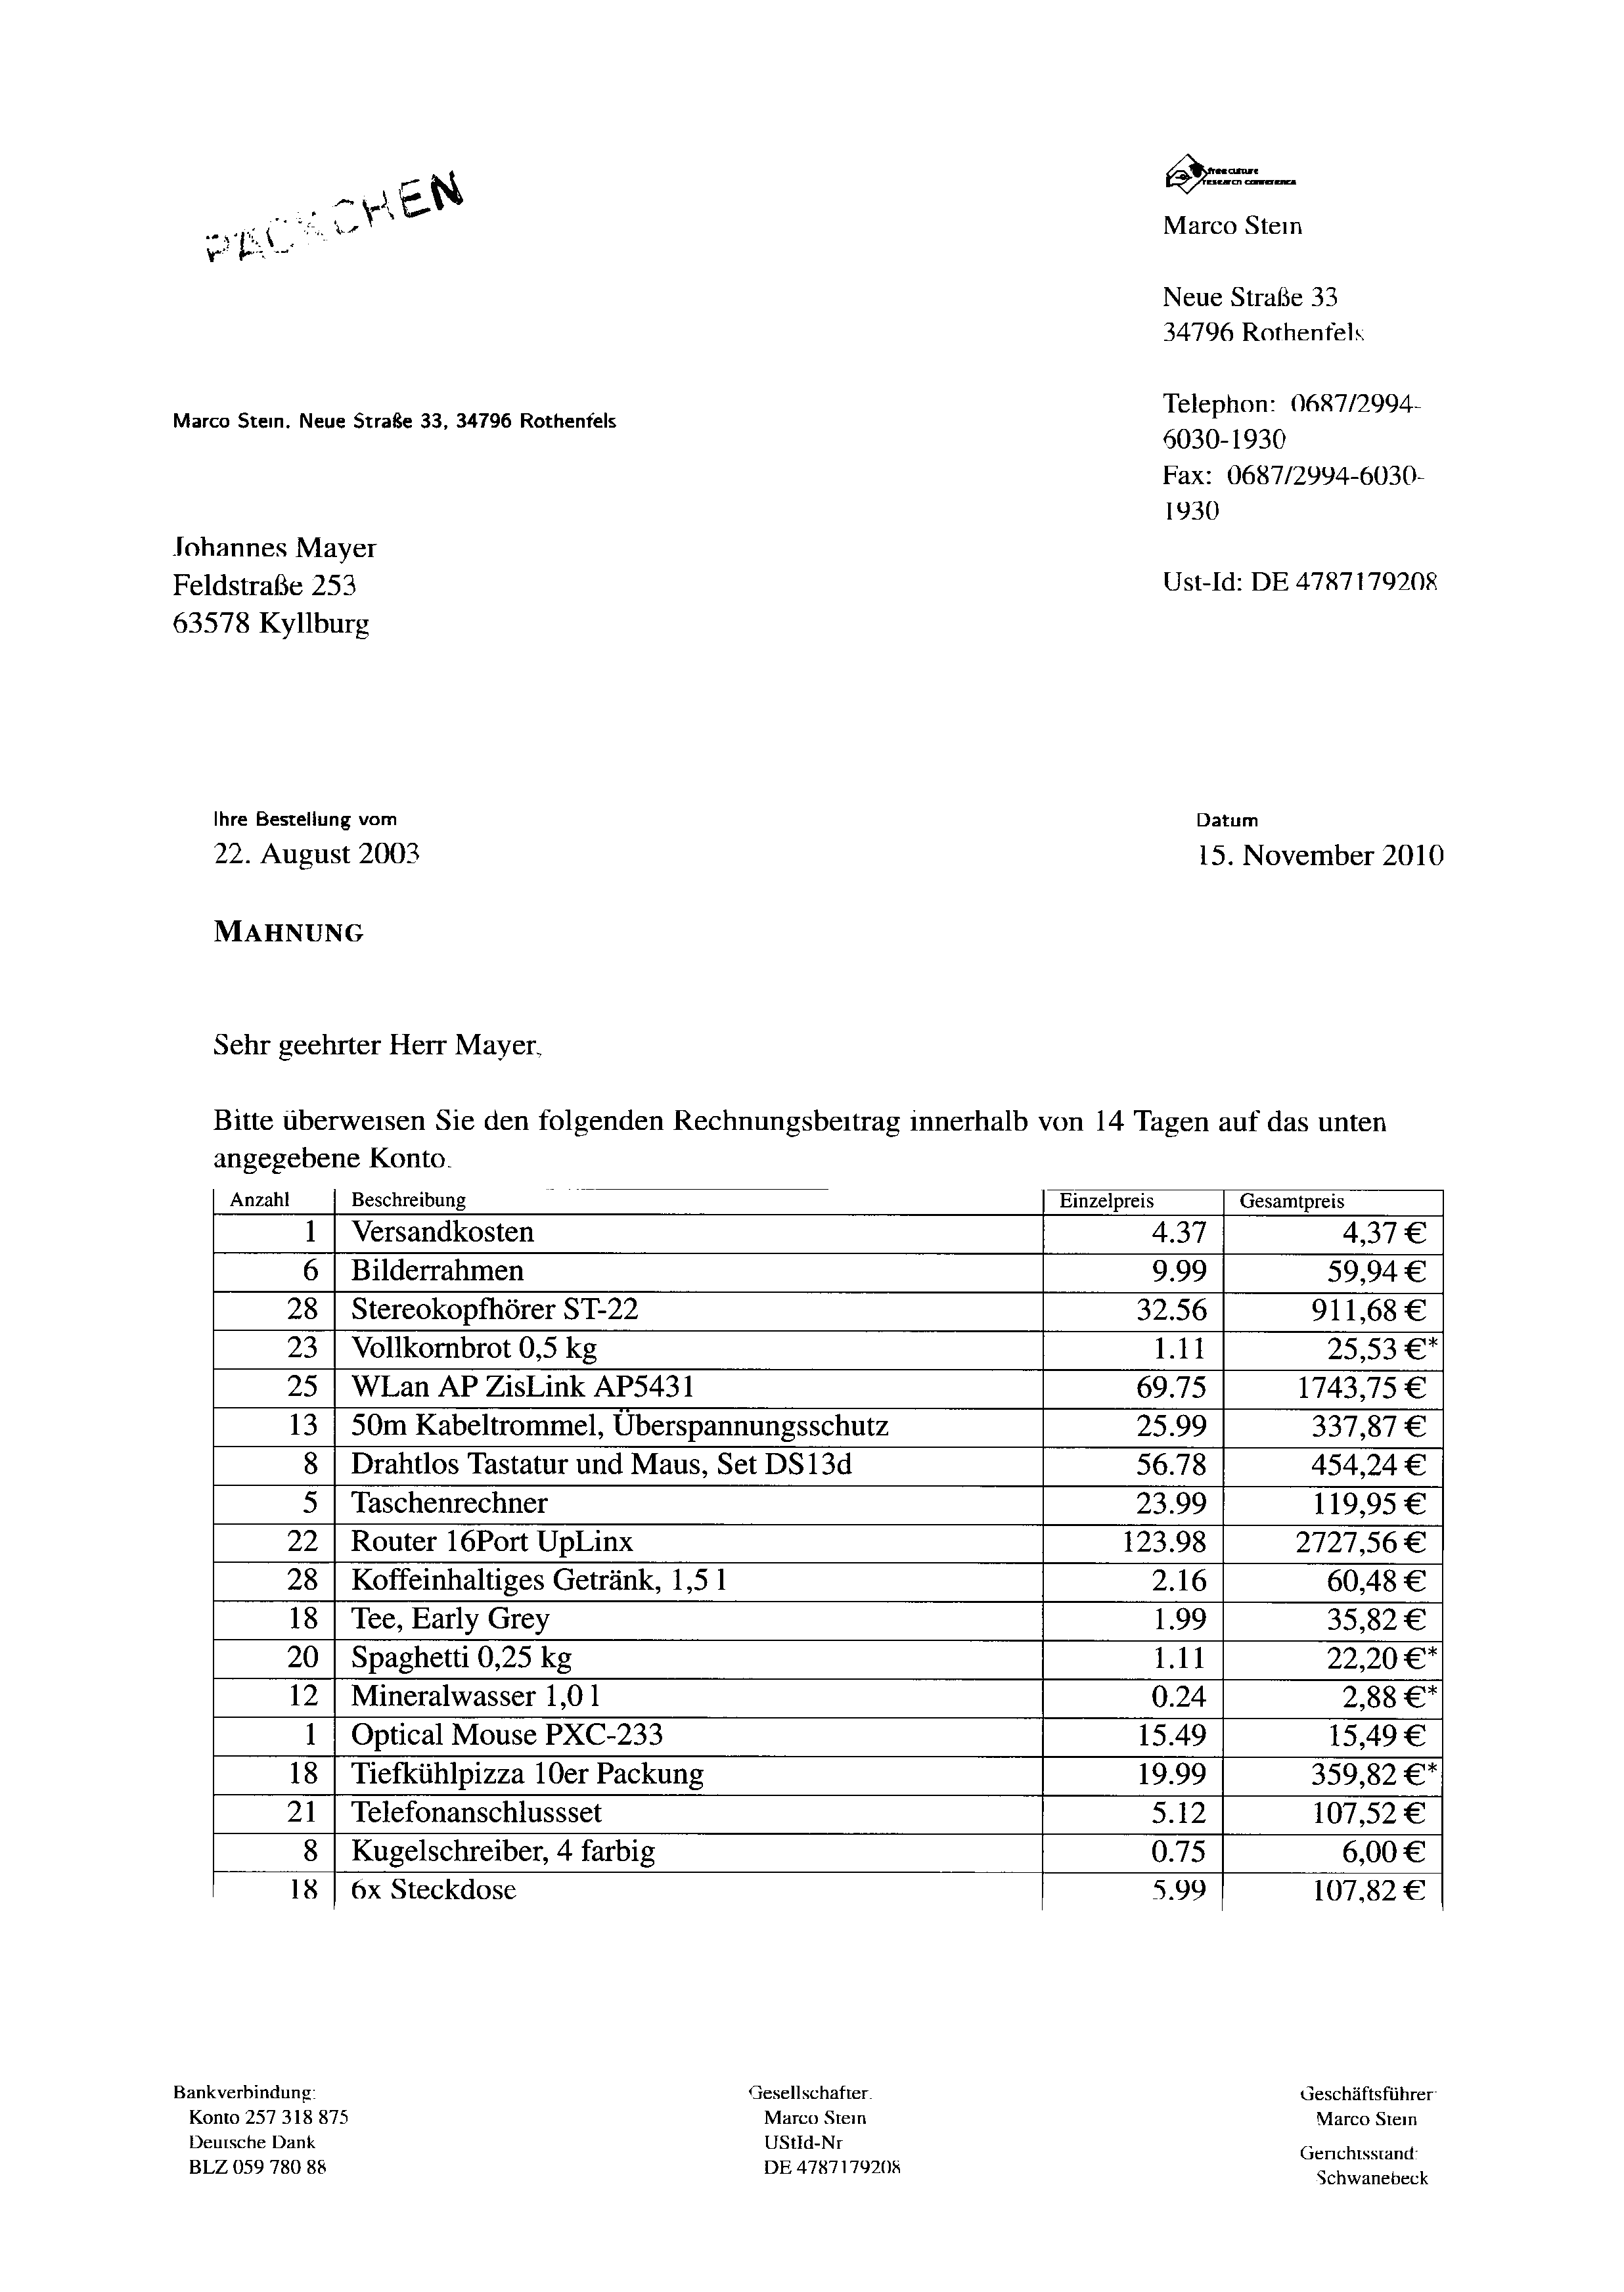 PÄCKCHEN
free culture
research conference
Marco Stein
Neue Straße 33
34796 Rothenfels
Telephon: 0687/2994-
6030-1930
Fax: 0687/2994-6030-
1930
Ust-Id: DE 4787179208
Marco Stein, Neue Straße 33, 34796 Rothenfels
Johannes Mayer
Feldstraße 253
63578 Kyllburg
Ihre Bestellung vom Datum
22. August 2003 15. November 2010
MAHNUNG
Sehr geehrter Herr Mayer,
Bitte überweisen Sie den folgenden Rechnungsbeitrag innerhalb von 14 Tagen auf das unten
angegebene Konto.
Anzahl Beschreibung Einzelpreis Gesamtpreis
1 Versandkosten 4.37 4,37 €
6 Bilderrahmen 9.99 59,94 €
28 Stereokopfhörer ST-22 32.56 911,68 €
23 Vollkornbrot 0,5 kg 1.11 25,53 €*
25 WLan AP ZisLink AP5431 69.75 1743,75 €
13 50m Kabeltrommel, Überspannungsschutz 25.99 337,87 €
8 Drahtlos Tastatur und Maus, Set DS13d 56.78 454,24 €
5 Taschenrechner 23.99 119,95 €
22 Router 16Port UpLinx 123.98 2727,56 €
28 Koffeinhaltiges Getränk, 1,5 l 2.16 60,48 €
18 Tee, Early Grey 1.99 35,82 €
20 Spaghetti 0,25 kg 1.11 22,20 €*
12 Mineralwasser 1,0 l 0.24 2,88 €*
1 Optical Mouse PXC-233 15.49 15,49 €
18 Tiefkühlpizza 10er Packung 19.99 359,82 €*
21 Telefonanschlussset 5.12 107,52 €
8 Kugelschreiber, 4 farbig 0.75 6,00 €
18 6x Steckdose 5.99 107,82 €
Bankverbindung:
Konto 257 318 875
Deutsche Dank
BLZ 059 780 88
Gesellschafter:
Marco Stein
UStId-Nr
DE 4787179208
Geschäftsführer:
Marco Stein
Gerichtsstand:
Schwanebeck